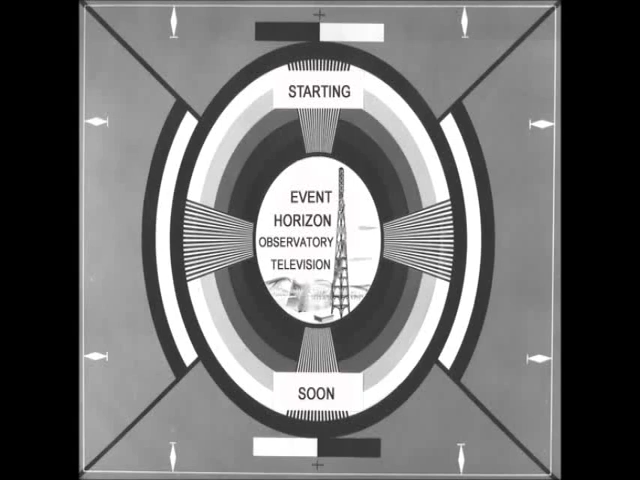 STARTING
EVENT
HORIZON
OBSERVATORY
TELEVISION
SOON